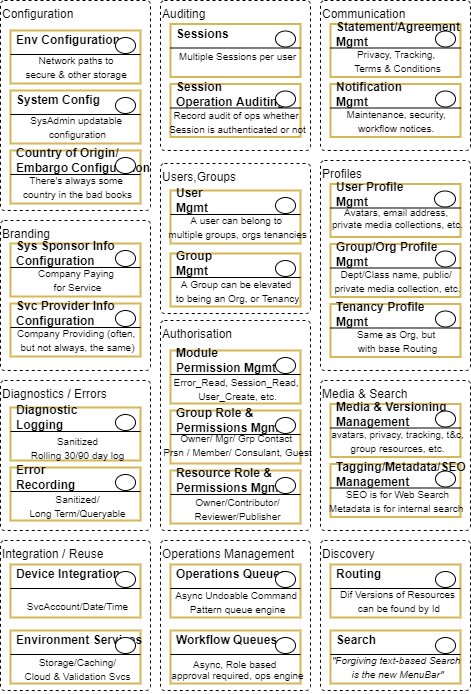 Configuration
Env Configuration
Network paths to
secure & other storage
System Config
SysAdmin updatable
configuration
Country of Origin/
Embargo Configuration
There's always some
country in the bad books
Branding
Sys Sponsor Info
Configuration
Company Paying
for Service
Svc Provider Info
Configuration
Company Providing (often,
but not always, the same)
Diagnostics / Errors
Diagnostic
Logging
Sanitized
Rolling 30/90 day log
Error
Recording
Sanitized/
Long Term/Queryable
Integration / Reuse
Device Integration
SvcAccount/Date/Time
Environment Services
Storage/Caching/
Cloud & Validation Svcs
Auditing
Sessions
Multiple Sessions per user
Session
Operation Auditing
Record audit of ops whether
Session is authenticated or not
Users,Groups
User
Mgmt
A user can belong to
multiple groups, orgs tenancies
Group
Mgmt
A Group can be elevated
to being an Org, or Tenancy
Authorisation
Module
Permission Mgmt
Error_Read, Session_Read,
User_Create, etc.
Group Role &
Permissions Mgmt
Owner/ Mgr/ Grp Contact
Prsn / Member/ Consulant, Guest
Resource Role &
Permissions Mgmt
Owner/Contributor/
Reviewer/Publisher
Operations Management
Operations Queue
Async Undoable Command
Pattern queue engine
Workflow Queues
Async, Role based
approval required, ops engine
Communication
Statement/Agreement
Mgmt
Privacy, Tracking,
Terms & Conditions
Notification
Mgmt
Maintenance, security,
workflow notices.
Profiles
User Profile
Mgmt
Avatars, email address,
private media collections, etc.
Group/Org Profile
Mgmt
Dept/Class name, public/
private media collection, etc.
Tenancy Profile
Mgmt
Same as Org, but
with base Routing
Media & Search
Media & Versioning
Management
avatars, privacy, tracking, t&c,
group resources, etc.
Tagging/Metadata/SEO
Management
SEO is for Web Search
Metadata is for internal search
Discovery
Routing
Dif Versions of Resources
can be found by Id
Search
"Forgiving text-based Search
is the new MenuBar"